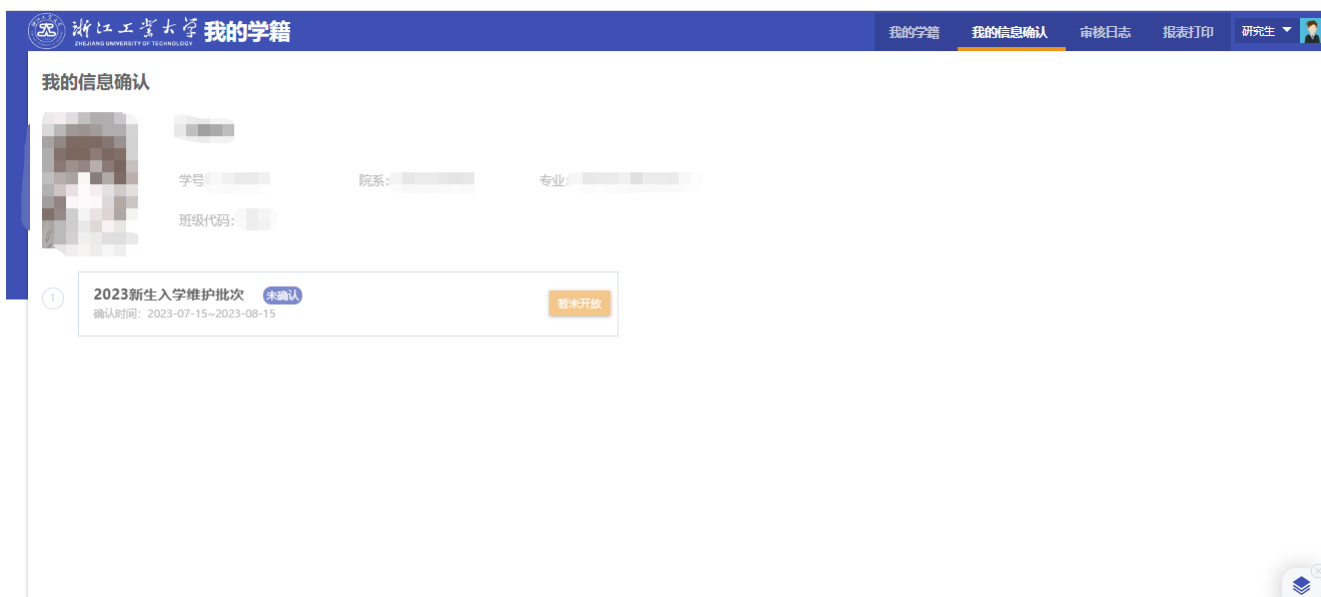 浙江工业大学 我的学籍 我的学籍 我的信息确认 审核日志 报表打印 研究生
ZHEJIANG UNIVERSITY OF TECHNOLOGY
我的信息确认
学号 院系: 专业:
班级代码:
1 2023新生入学维护批次 未确认 暂未开放
确认时间: 2023-07-15~2023-08-15